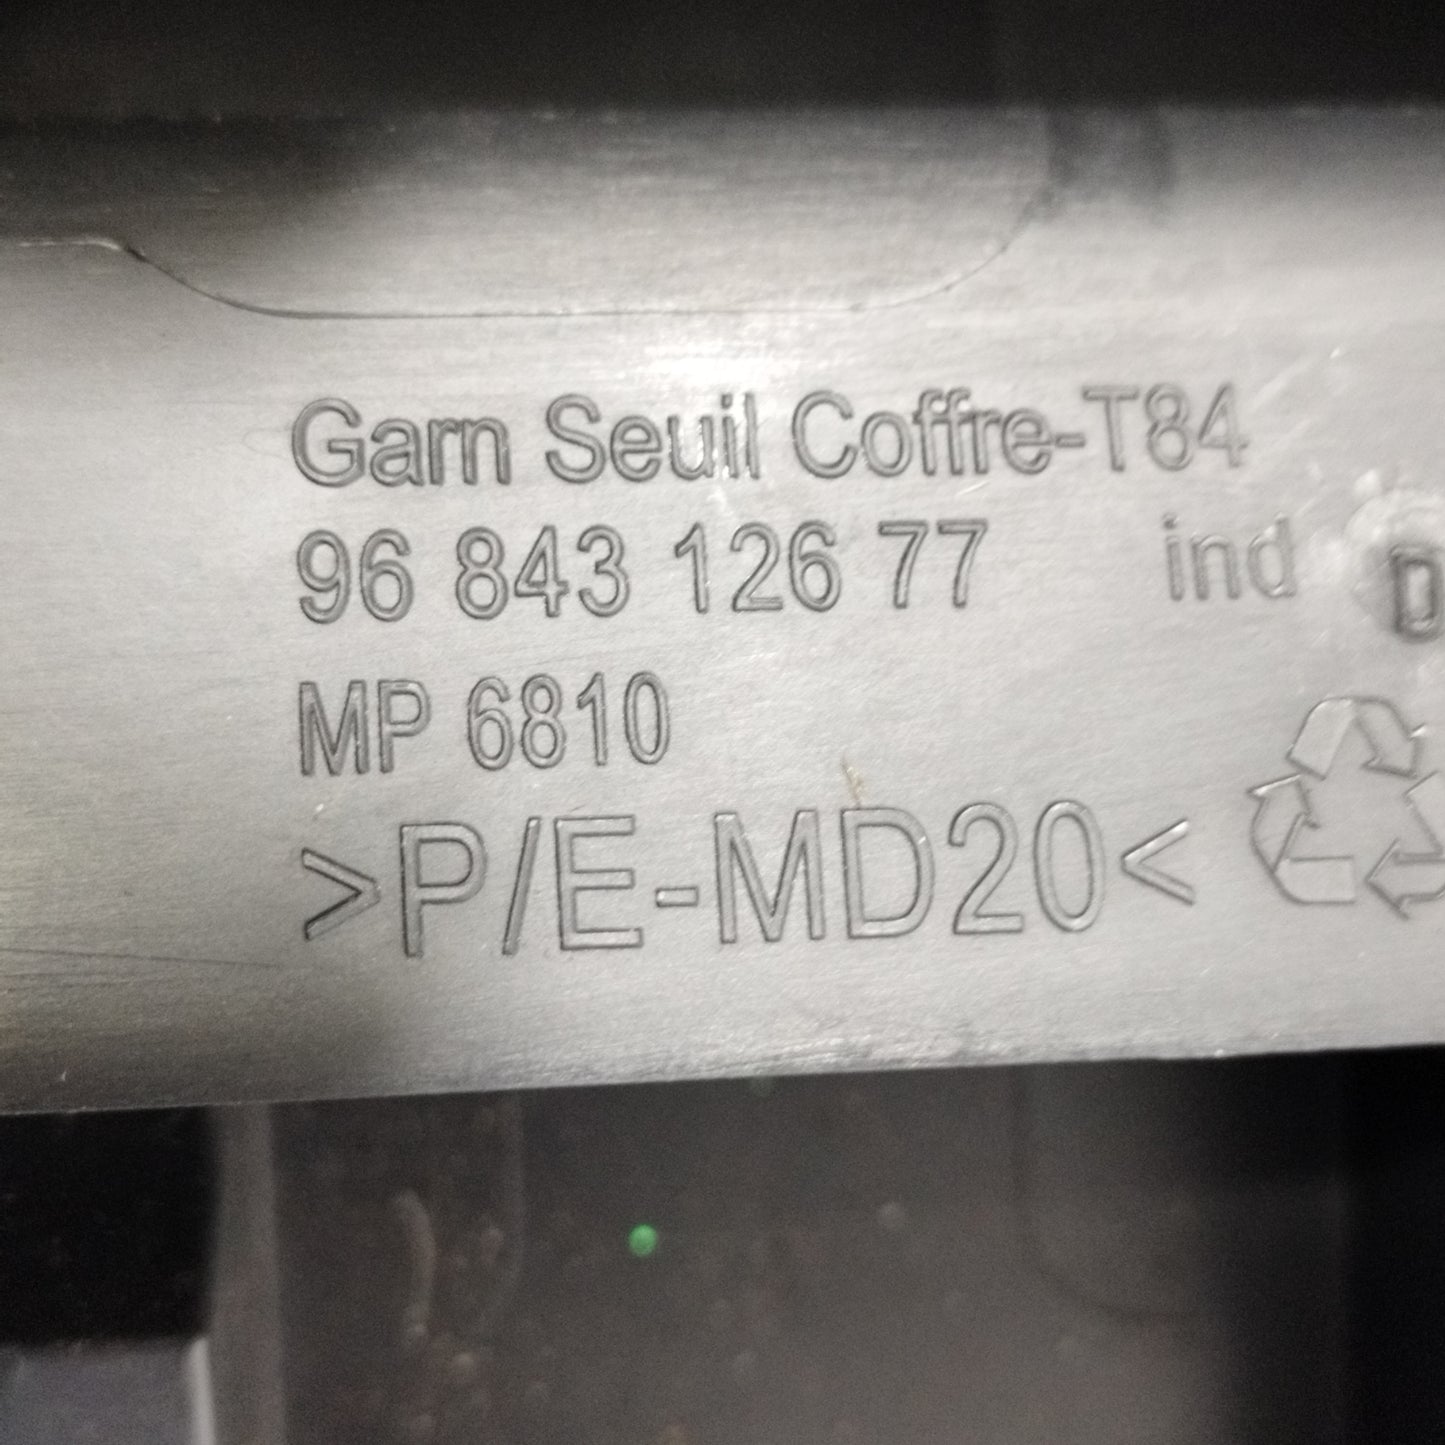 Garn Seuil Coffre-T84
96 843 126 77 ind D
MP 6810
>P/E-MD20<